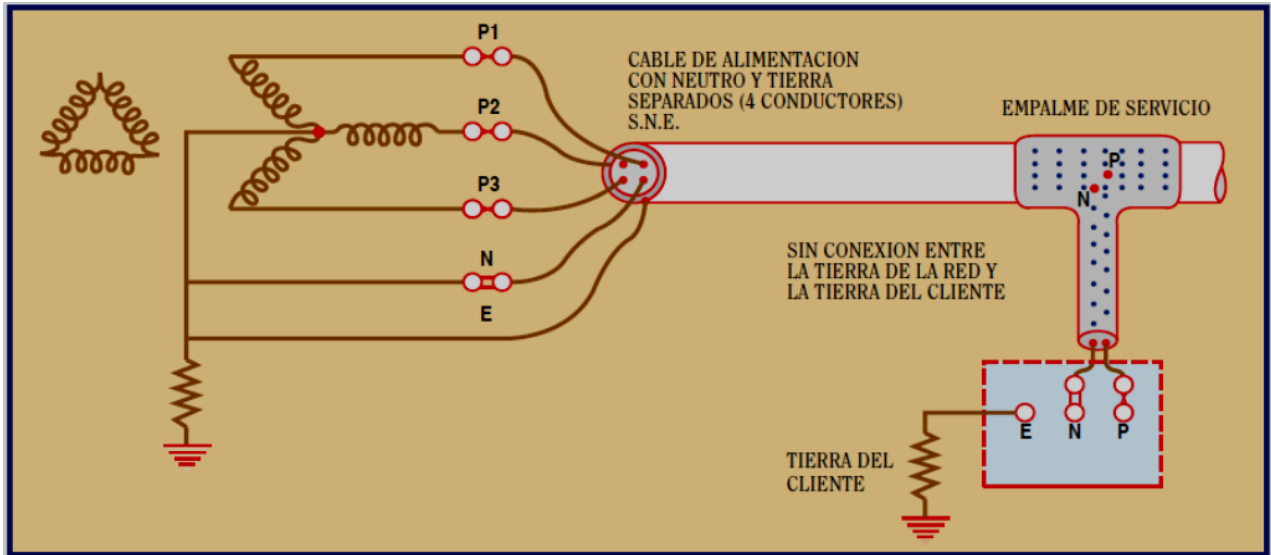 P1
P2
P3
N
E
CABLE DE ALIMENTACION
CON NEUTRO Y TIERRA
SEPARADOS (4 CONDUCTORES)
S.N.E.
EMPALME DE SERVICIO
P
N
SIN CONEXION ENTRE
LA TIERRA DE LA RED Y
LA TIERRA DEL CLIENTE
E N P
TIERRA DEL
CLIENTE